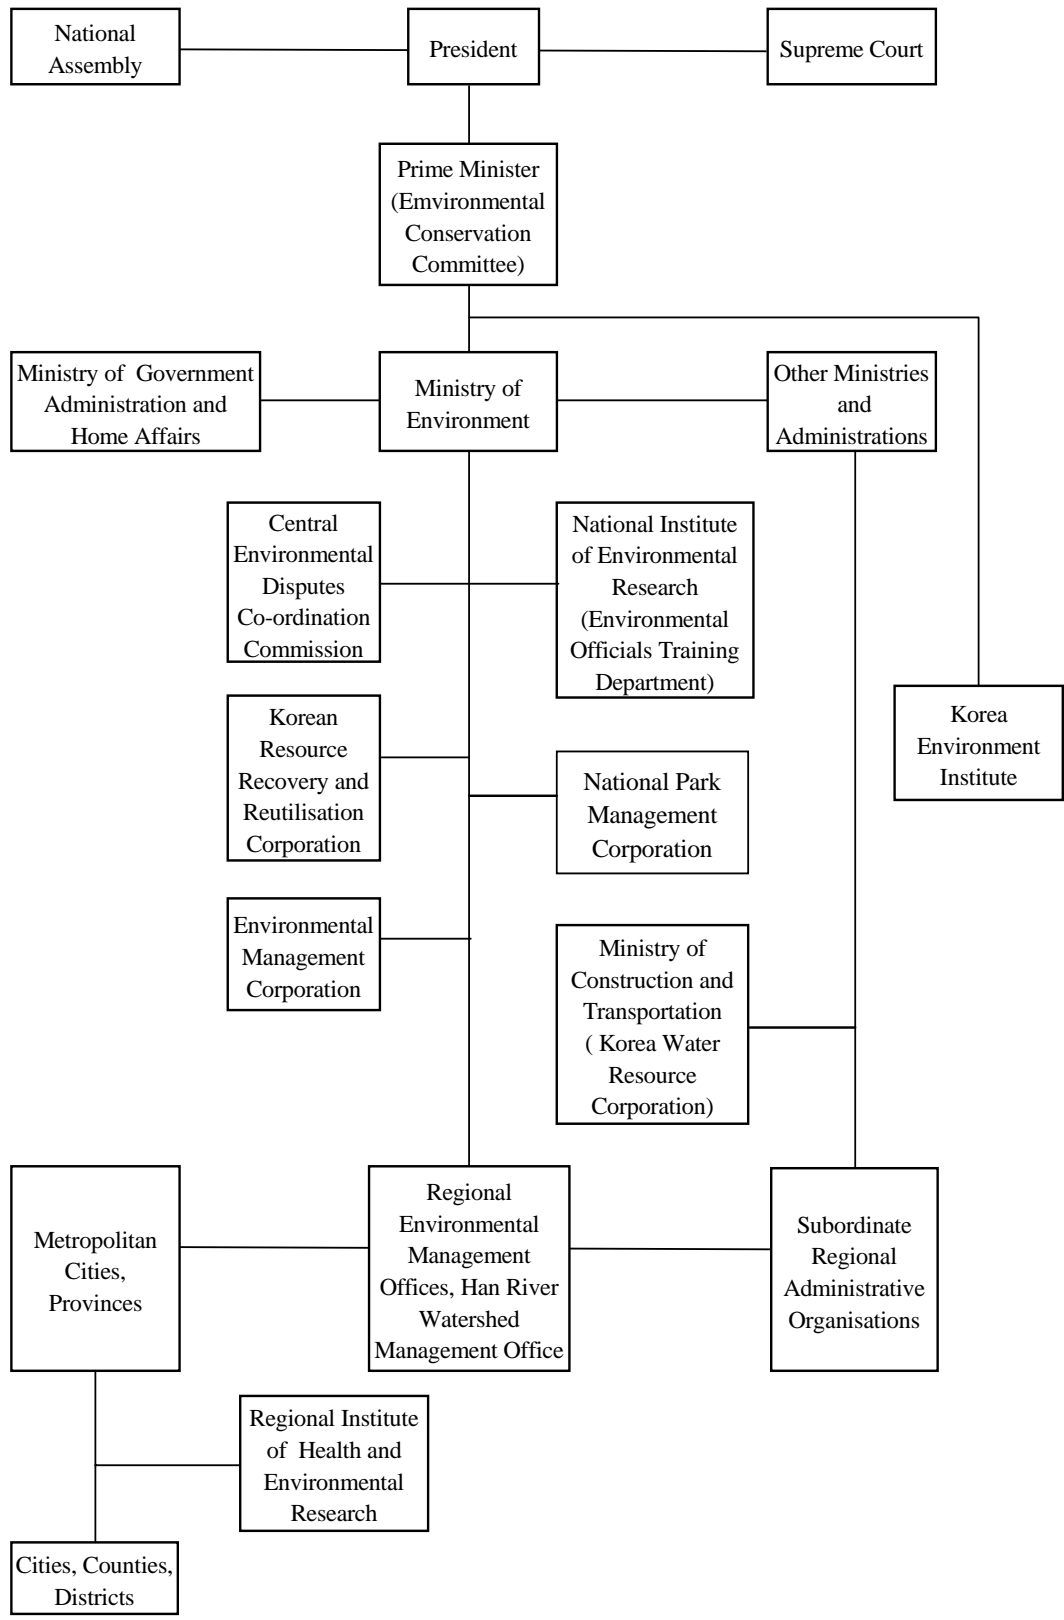 National
Assembly
President
Supreme Court
Prime Minister
(Emvironmental
Conservation
Committee)
Ministry of Government
Administration and
Home Affairs
Ministry of
Environment
Other Ministries
and
Administrations
Central
Environmental
Disputes
Co-ordination
Commission
National Institute
of Environmental
Research
(Environmental
Officials Training
Department)
Korea
Environment
Institute
Korean
Resource
Recovery and
Reutilisation
Corporation
National Park
Management
Corporation
Environmental
Management
Corporation
Ministry of
Construction and
Transportation
( Korea Water
Resource
Corporation)
Metropolitan
Cities,
Provinces
Regional
Environmental
Management
Offices, Han River
Watershed
Management Office
Subordinate
Regional
Administrative
Organisations
Regional Institute
of Health and
Environmental
Research
Cities, Counties,
Districts